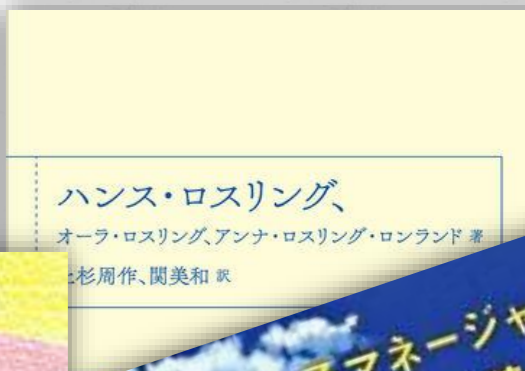 ハンス・ロスリング、
オーラ・ロスリング、アンナ・ロスリング・ロンランド 著
上杉周作、関美和 訳
マネージャ